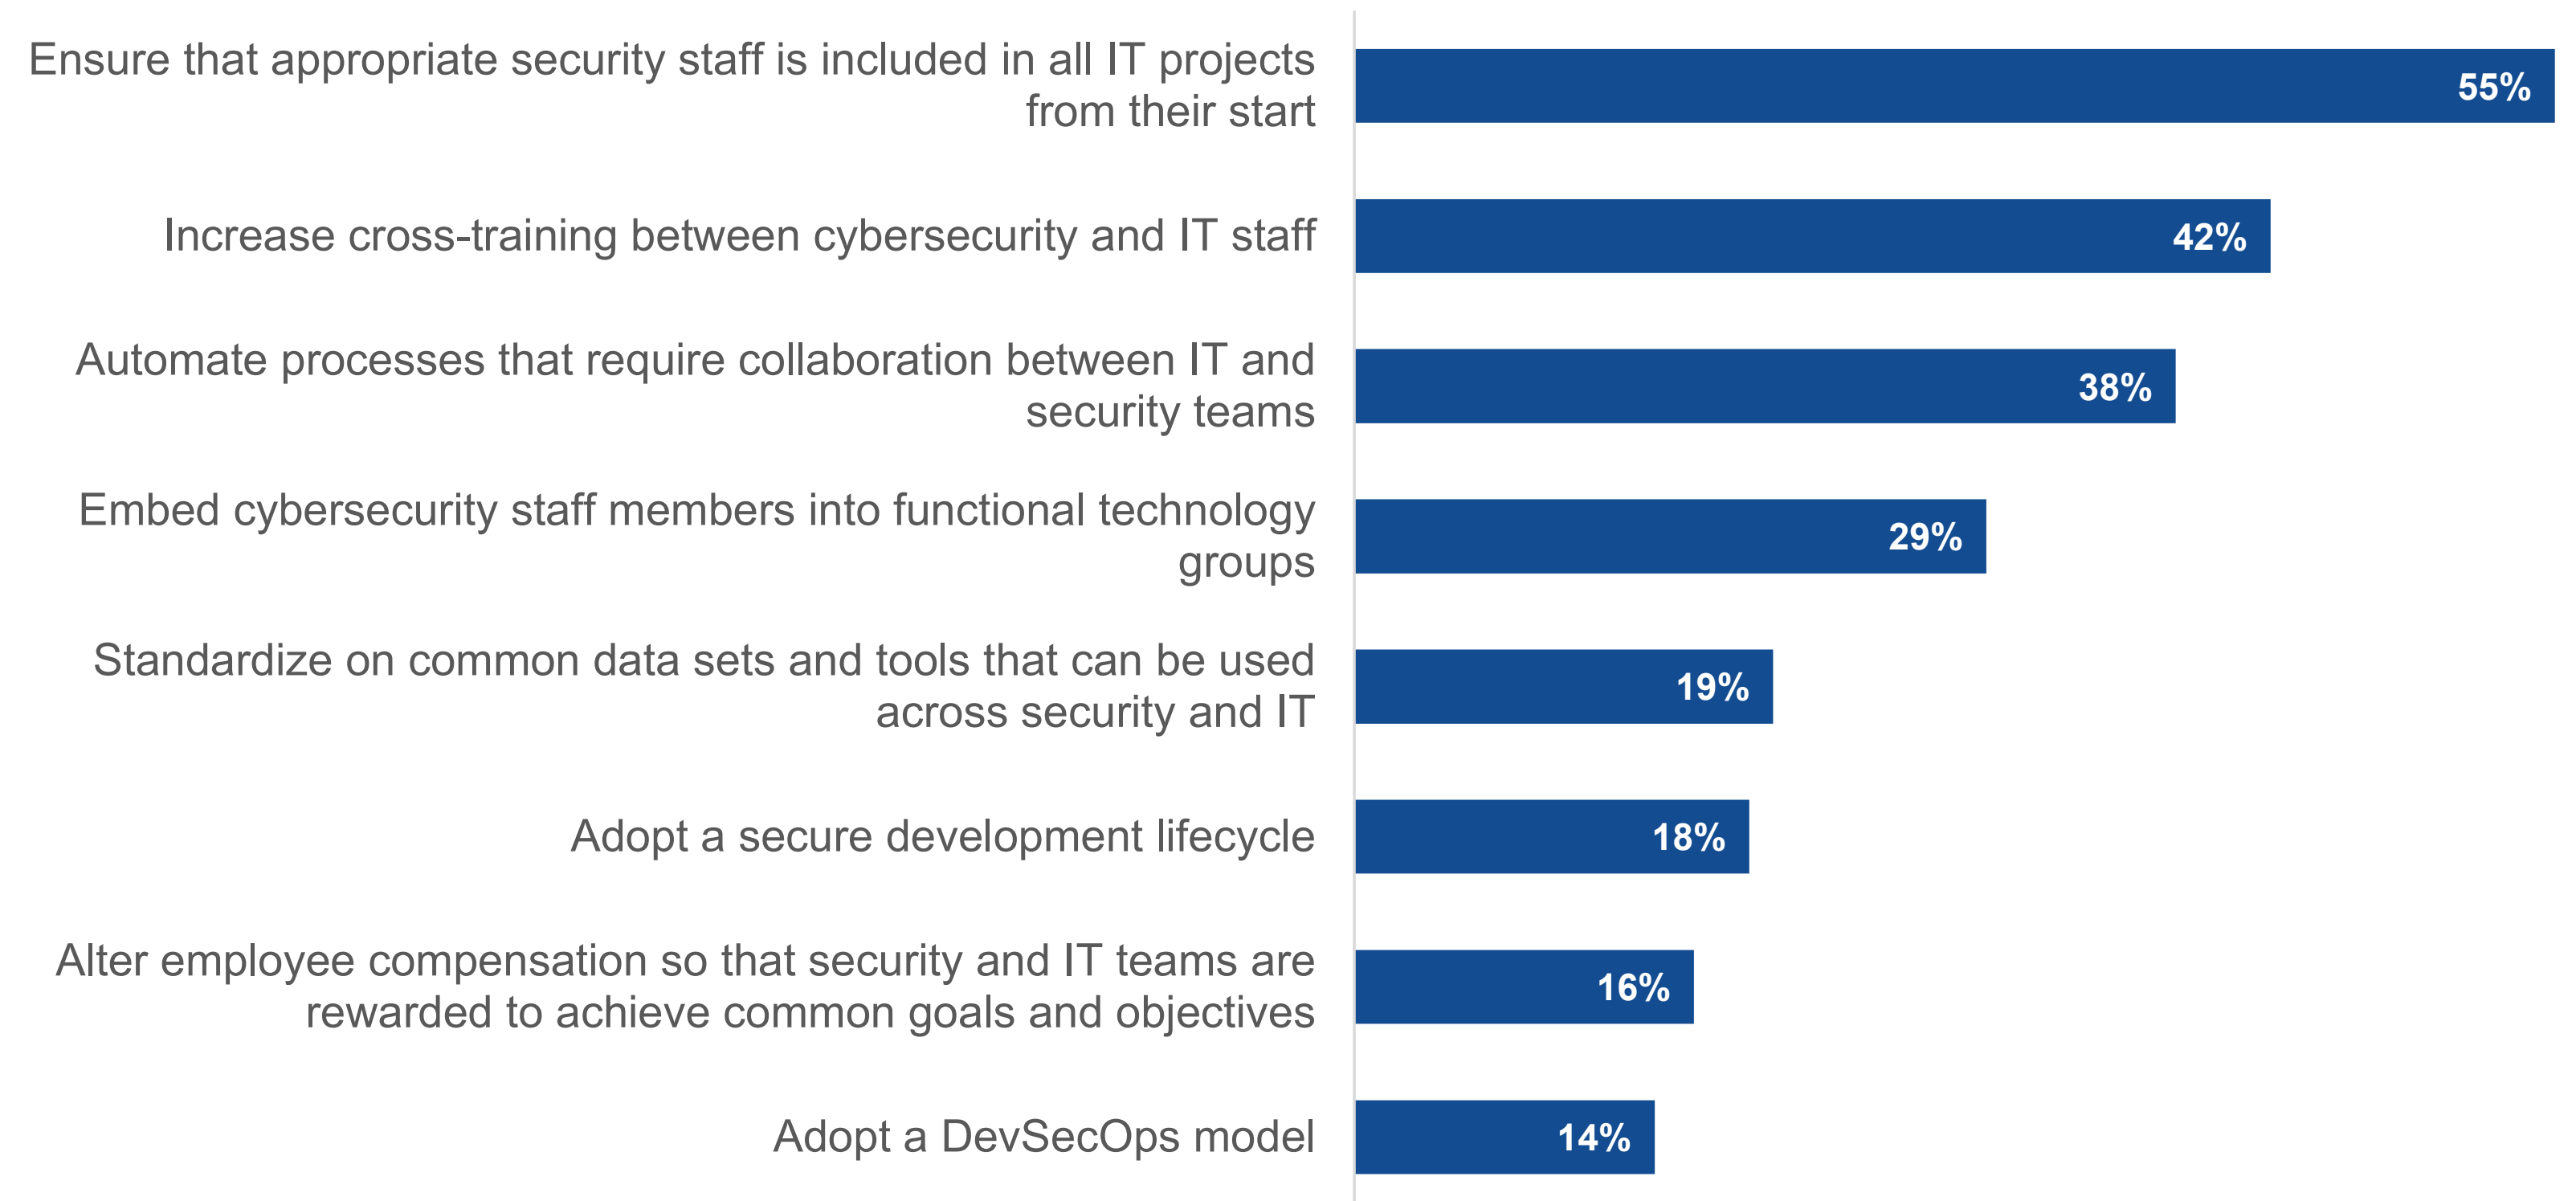 Ensure that appropriate security staff is included in all IT projects
from their start
55%
Increase cross-training between cybersecurity and IT staff
42%
Automate processes that require collaboration between IT and
security teams
38%
Embed cybersecurity staff members into functional technology
groups
29%
Standardize on common data sets and tools that can be used
across security and IT
19%
Adopt a secure development lifecycle
18%
Alter employee compensation so that security and IT teams are
rewarded to achieve common goals and objectives
16%
Adopt a DevSecOps model
14%